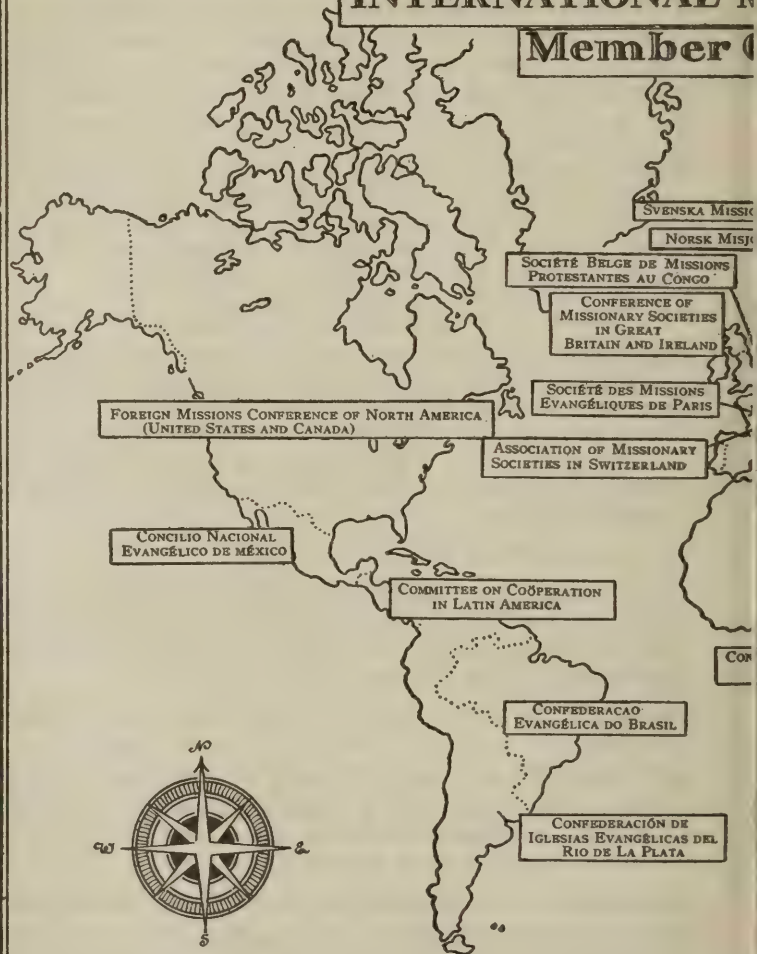 INTERNATIONAL
Member
SVENSKA
NORSK
SOCIÉTÉ BELGE DE MISSIONS
PROTESTANTES AU CONGO
CONFERENCE OF
MISSIONARY SOCIETIES
IN GREAT
BRITAIN AND IRELAND
SOCIÉTÉ DES MISSIONS
EVANGÉLIQUES DE PARIS
FOREIGN MISSIONS CONFERENCE OF NORTH AMERICA
(UNITED STATES AND CANADA)
ASSOCIATION OF MISSIONARY
SOCIETIES IN SWITZERLAND
CONCILIO NACIONAL
EVANGÉLICO DE MÉXICO
COMMITTEE ON COÖPERATION
IN LATIN AMERICA
CONFEDERACAO
EVANGÉLICA DO BRASIL
CONFEDERACIÓN DE
IGLESIAS EVANGÉLICAS DEL
RIO DE LA PLATA
N
W E
S